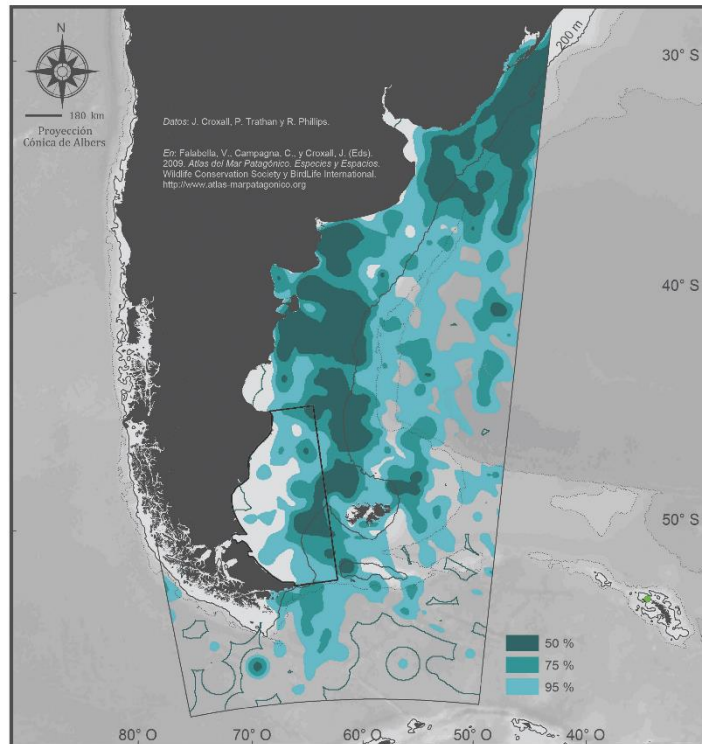 N
200 m
30° S
180 km
Proyección
Cónica de Albers
Datos: J. Croxall, P. Trathan y R. Phillips.
En: Falabolla, V., Campagna. C., y Croxall, J. (Eds).
2009. Atlas del Mar Patagónico. Especies y Espacios.
Wildlife Conservation Society y BirdLife International.
http://www.atlas-marpatagonico.org
40° S
50° S
50 %
75 %
95 %
80° O
70° O
60° O
50° O
40° O